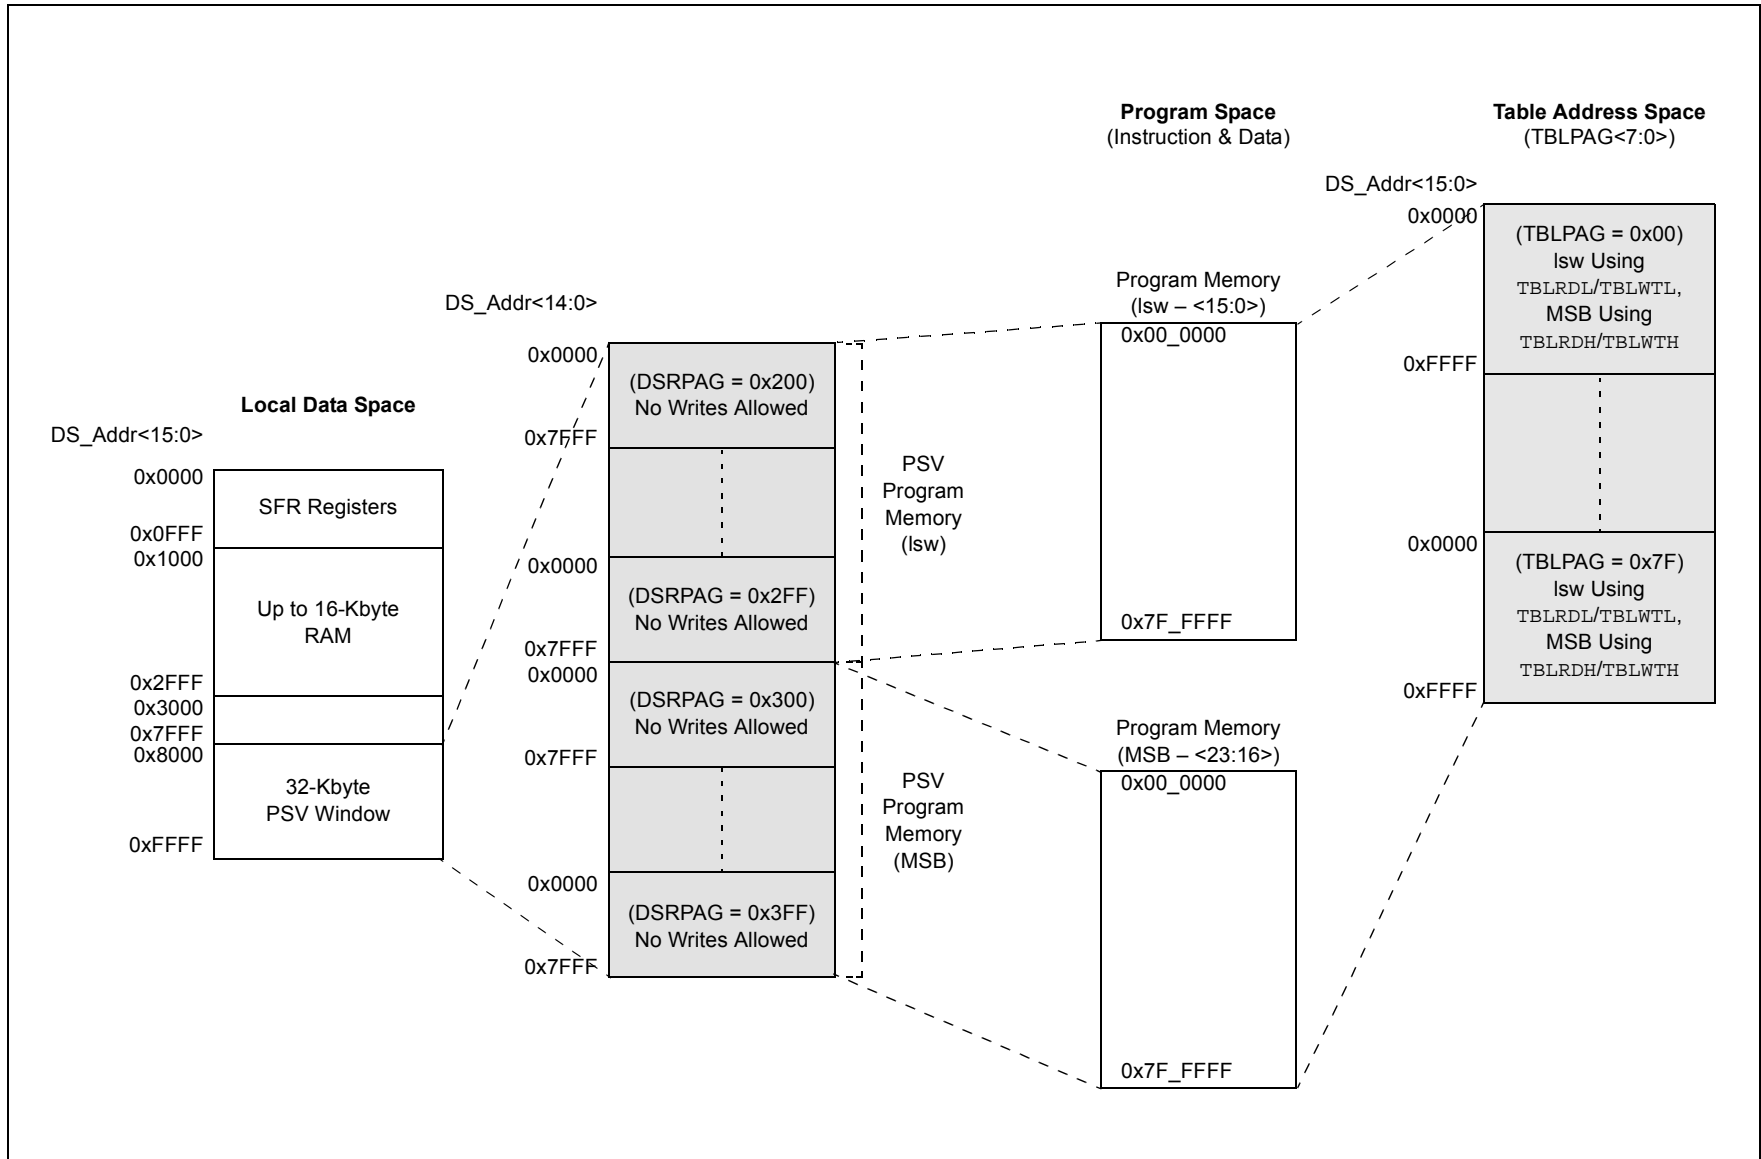 Program Space
(Instruction & Data)
Table Address Space
(TBLPAG<7:0>)
Local Data Space
DS_Addr<15:0>
0x0000
SFR Registers
0x0FFF
0x1000
Up to 16-Kbyte
RAM
0x2FFF
0x3000
0x7FFF
0x8000
32-Kbyte
PSV Window
0xFFFF
DS_Addr<14:0>
0x0000
(DSRPAG = 0x200)
No Writes Allowed
0x7FFF
0x0000
(DSRPAG = 0x2FF)
No Writes Allowed
0x7FFF
0x0000
(DSRPAG = 0x300)
No Writes Allowed
0x7FFF
0x0000
(DSRPAG = 0x3FF)
No Writes Allowed
0x7FFF
PSV
Program
Memory
(lsw)
PSV
Program
Memory
(MSB)
Program Memory
(lsw – <15:0>)
0x00_0000
0x7F_FFFF
Program Memory
(MSB – <23:16>)
0x00_0000
0x7F_FFFF
DS_Addr<15:0>
0x0000
(TBLPAG = 0x00)
lsw Using
TBLRDL/TBLWTL,
MSB Using
TBLRDH/TBLWTH
0xFFFF
0x0000
(TBLPAG = 0x7F)
lsw Using
TBLRDL/TBLWTL,
MSB Using
TBLRDH/TBLWTH
0xFFFF